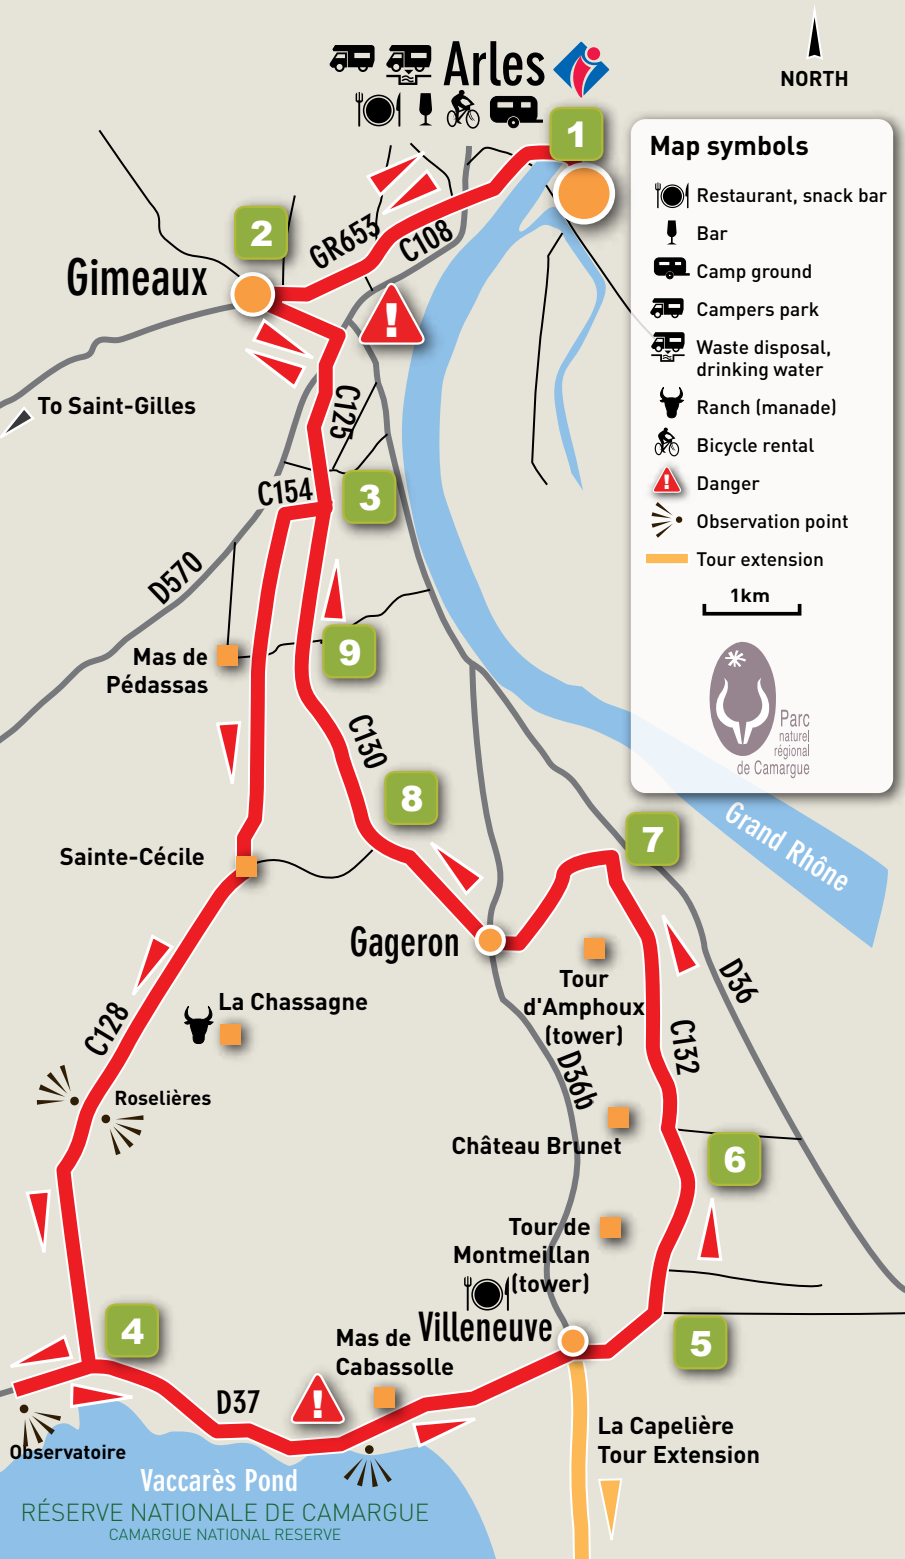 Arles
NORTH
1
Map symbols
Restaurant, snack bar
Bar
Camp ground
Campers park
Waste disposal,
drinking water
Ranch (manade)
Bicycle rental
! Danger
Observation point
Tour extension
1km
Parc
naturel
régional
de Camargue
2
GR653
C108
Gimeaux
!
To Saint-Gilles
C125
C154
3
D570
Mas de
Pédassas
9
C130
8
Grand Rhône
7
Sainte-Cécile
Gageron
Tour
d'Amphoux
(tower)
D36
La Chassagne
C128
C132
D36b
Roselières
Château Brunet
6
Tour de
Montmeillan
(tower)
4
Villeneuve
5
Mas de
Cabassolle
D37
!
Observatoire
La Capelière
Tour Extension
Vaccarès Pond
RÉSERVE NATIONALE DE CAMARGUE
CAMARGUE NATIONAL RESERVE